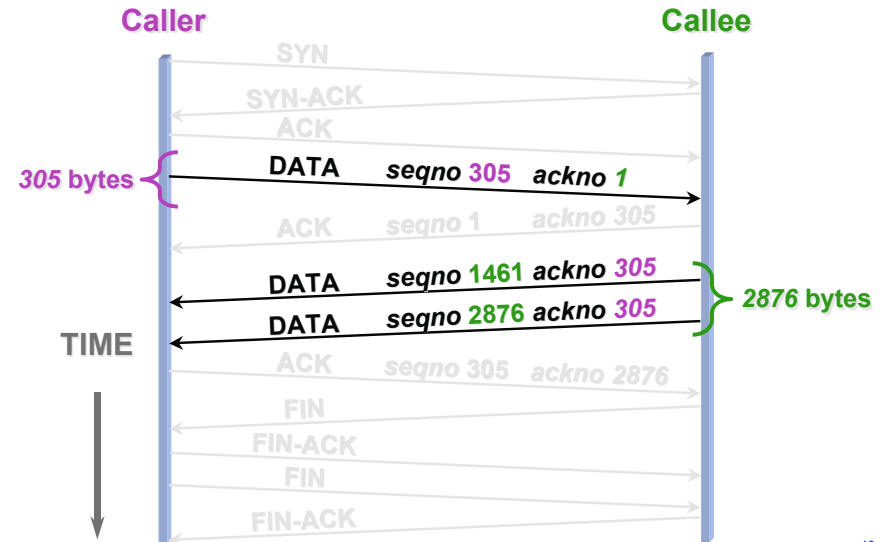 Caller
Callee
SYN
SYN-ACK
ACK
DATA seqno 305 ackno 1
305 bytes
ACK seqno 1 ackno 305
DATA seqno 1461 ackno 305
2876 bytes
DATA seqno 2876 ackno 305
TIME
ACK seqno 305 ackno 2876
FIN
FIN-ACK
FIN
FIN-ACK